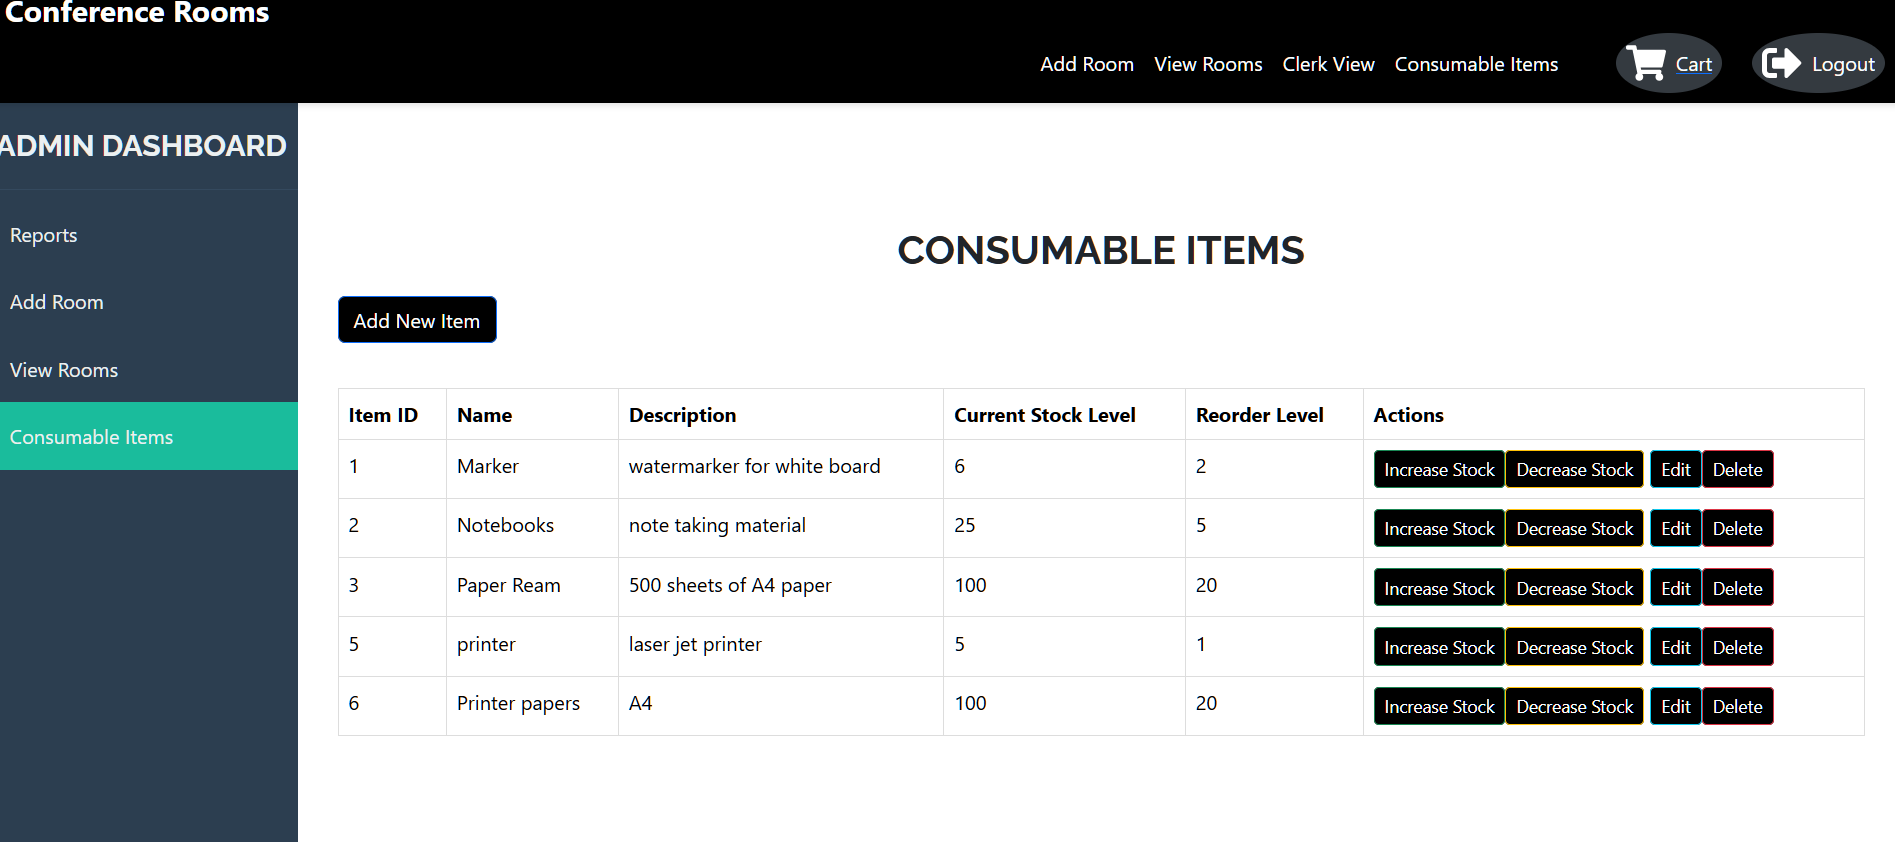 Conference Rooms
Add Room View Rooms Clerk View Consumable Items Cart Logout
ADMIN DASHBOARD
Reports
Add Room
View Rooms
Consumable Items
CONSUMABLE ITEMS
Add New Item
Item ID Name Description Current Stock Level Reorder Level Actions
1 Marker watermarker for white board 6 2 Increase Stock Decrease Stock Edit Delete
2 Notebooks note taking material 25 5 Increase Stock Decrease Stock Edit Delete
3 Paper Ream 500 sheets of A4 paper 100 20 Increase Stock Decrease Stock Edit Delete
5 printer laser jet printer 5 1 Increase Stock Decrease Stock Edit Delete
6 Printer papers A4 100 20 Increase Stock Decrease Stock Edit Delete